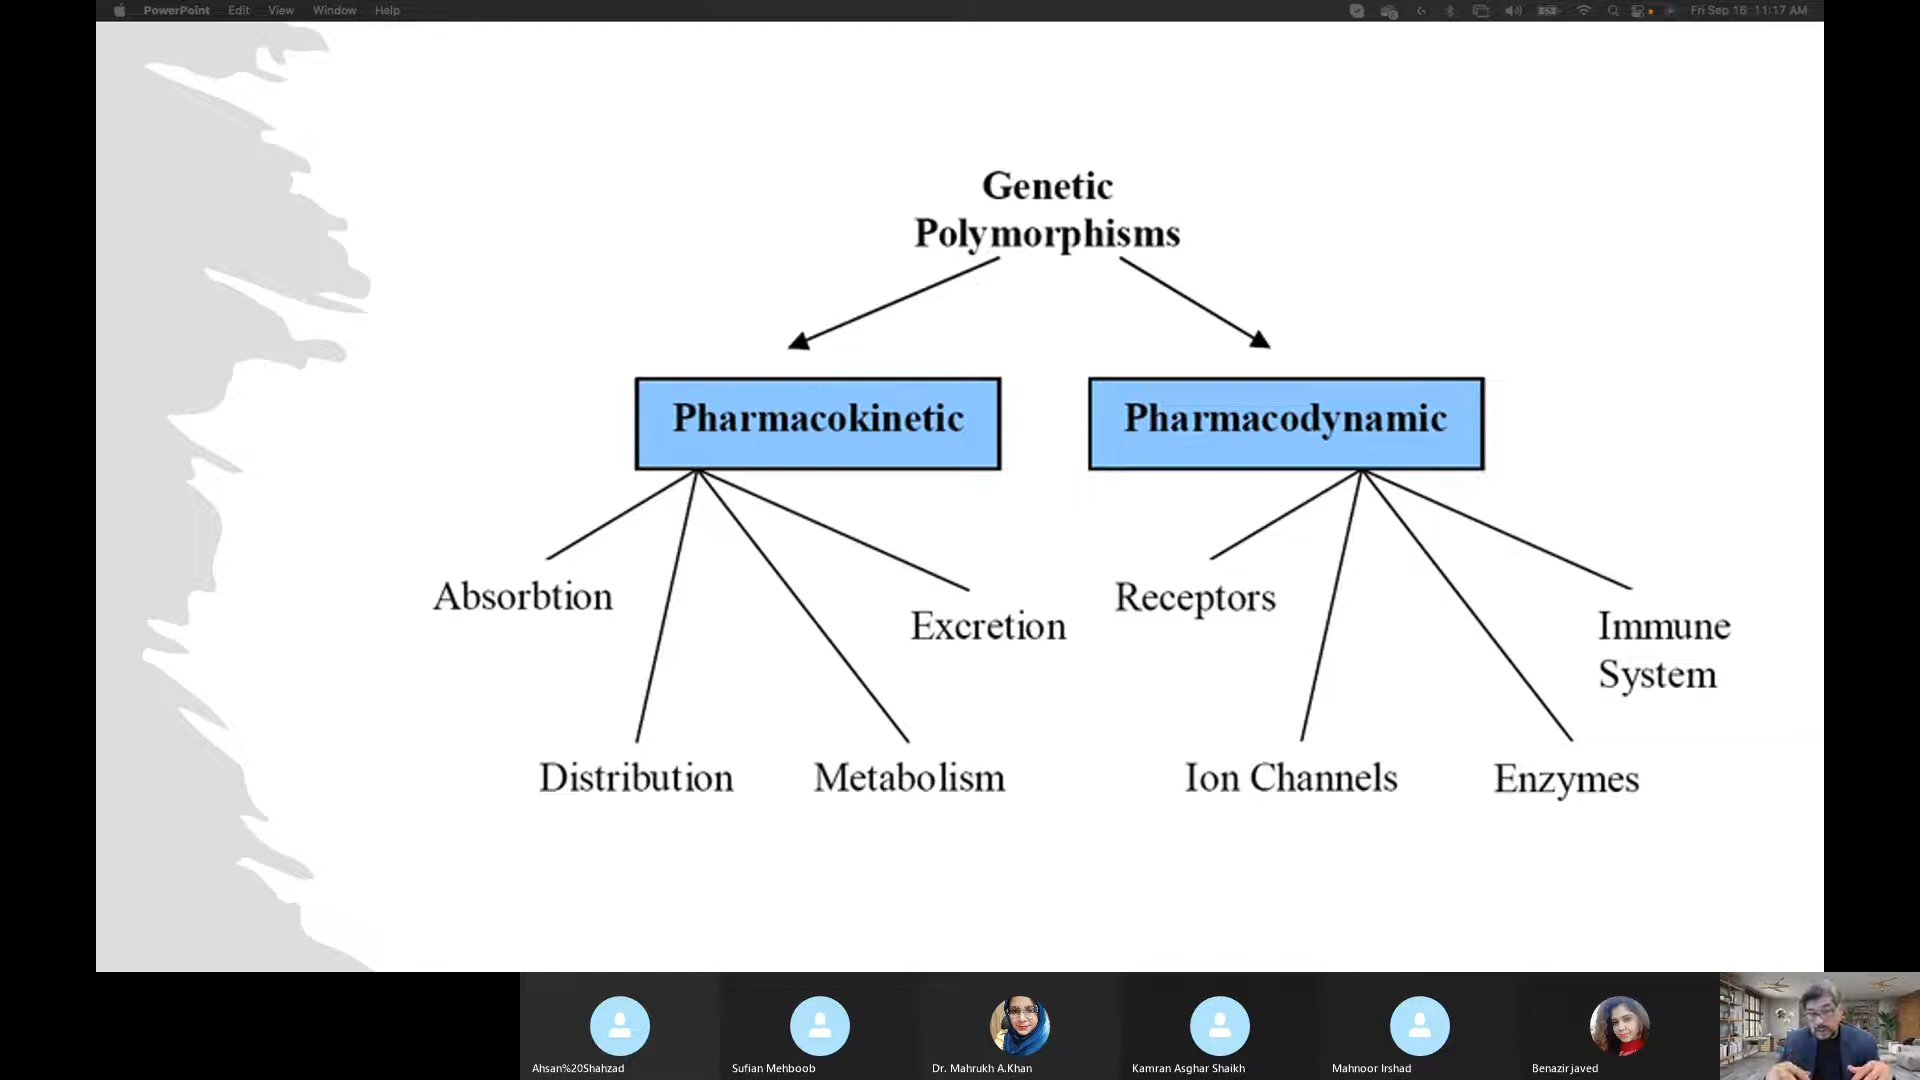 PowerPoint Edit View Window Help Fri Sep 16 11:17 AM
Genetic
Polymorphisms
Pharmacokinetic Pharmacodynamic
Absorbtion Receptors
Excretion Immune
System
Distribution Metabolism Ion Channels Enzymes
Ahsan%20Shahzad Sufian Mehboob Dr. Mahrukh A.Khan Kamran Asghar Shaikh Mahnoor Irshad Benazir javed